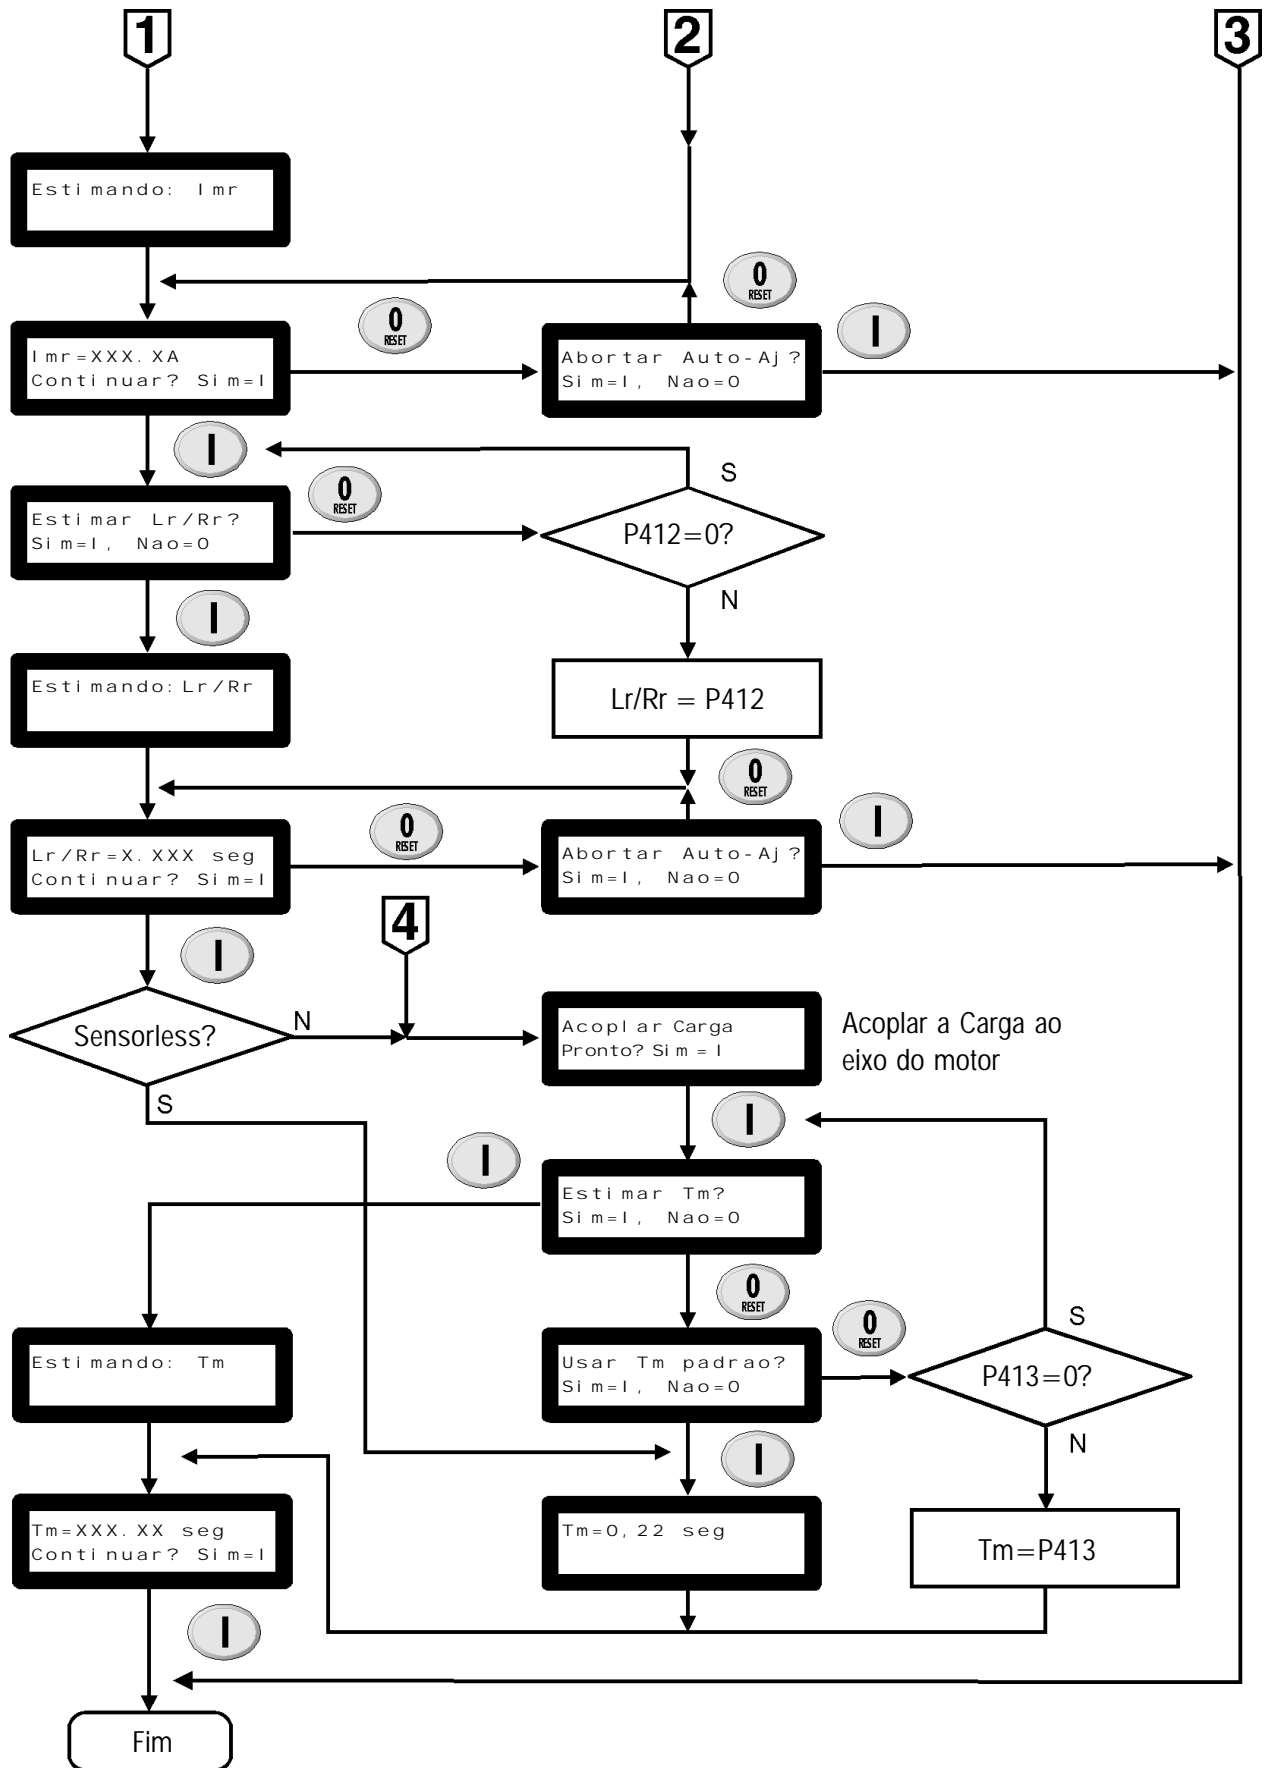 1
2
3
Estimando: Imr
0
RESET
0
RESET
I
Imr=XXX.XA
Continuar? Sim=I
Abortar Auto-Aj?
Sim=I, Nao=0
I
S
0
RESET
Estimar Lr/Rr?
Sim=I, Nao=0
P412=0?
N
I
Estimando:Lr/Rr
Lr/Rr = P412
0
RESET
0
RESET
I
Lr/Rr=X.XXX seg
Continuar? Sim=I
Abortar Auto-Aj?
Sim=I, Nao=0
4
I
Sensorless?
N
S
Acoplar Carga
Pronto? Sim = I
Acoplar a Carga ao
eixo do motor
I
I
Estimar Tm?
Sim=I, Nao=0
0
RESET
0
RESET
S
Estimando: Tm
Usar Tm padrao?
Sim=I, Nao=0
P413=0?
N
I
Tm=XXX.XX seg
Continuar? Sim=I
Tm=0,22 seg
Tm=P413
I
Fim